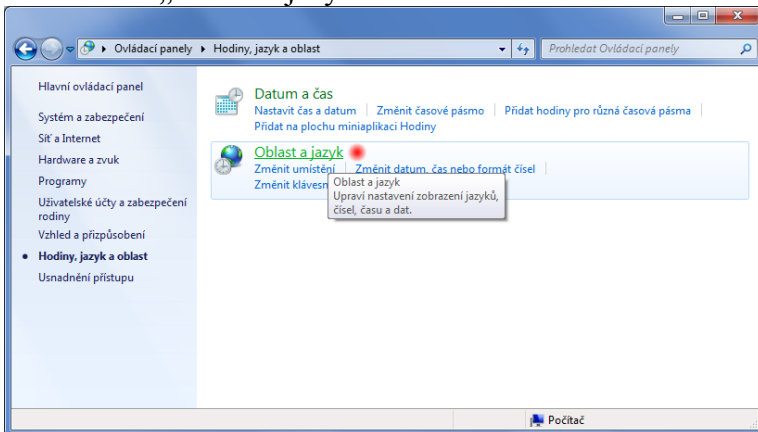 Ovládací panely ▸ Hodiny, jazyk a oblast
Prohledat Ovládací panely
Hlavní ovládací panel
Systém a zabezpečení
Síť a Internet
Hardware a zvuk
Programy
Uživatelské účty a zabezpečení
rodiny
Vzhled a přizpůsobení
Hodiny, jazyk a oblast
Usnadnění přístupu
Datum a čas
Nastavit čas a datum | Změnit časové pásmo | Přidat hodiny pro různá časová pásma
Přidat na plochu miniaplikaci Hodiny
Oblast a jazyk
Změnit umístění | Změnit datum, čas nebo formát čísel
Změnit klávesn
Oblast a jazyk
Upraví nastavení zobrazení jazyků,
čísel, času a dat.
Počítač